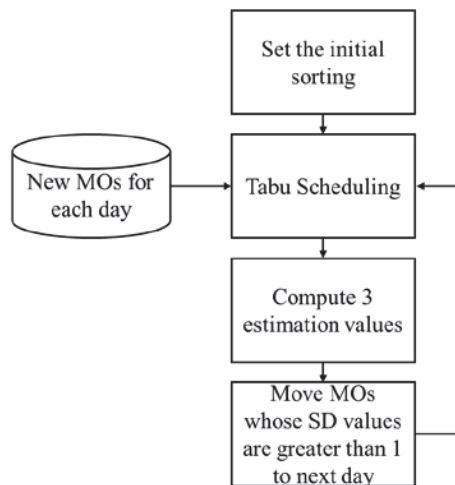 Set the initial
sorting
New MOs for
each day
Tabu Scheduling
Compute 3
estimation values
Move MOs
whose SD values
are greater than 1
to next day